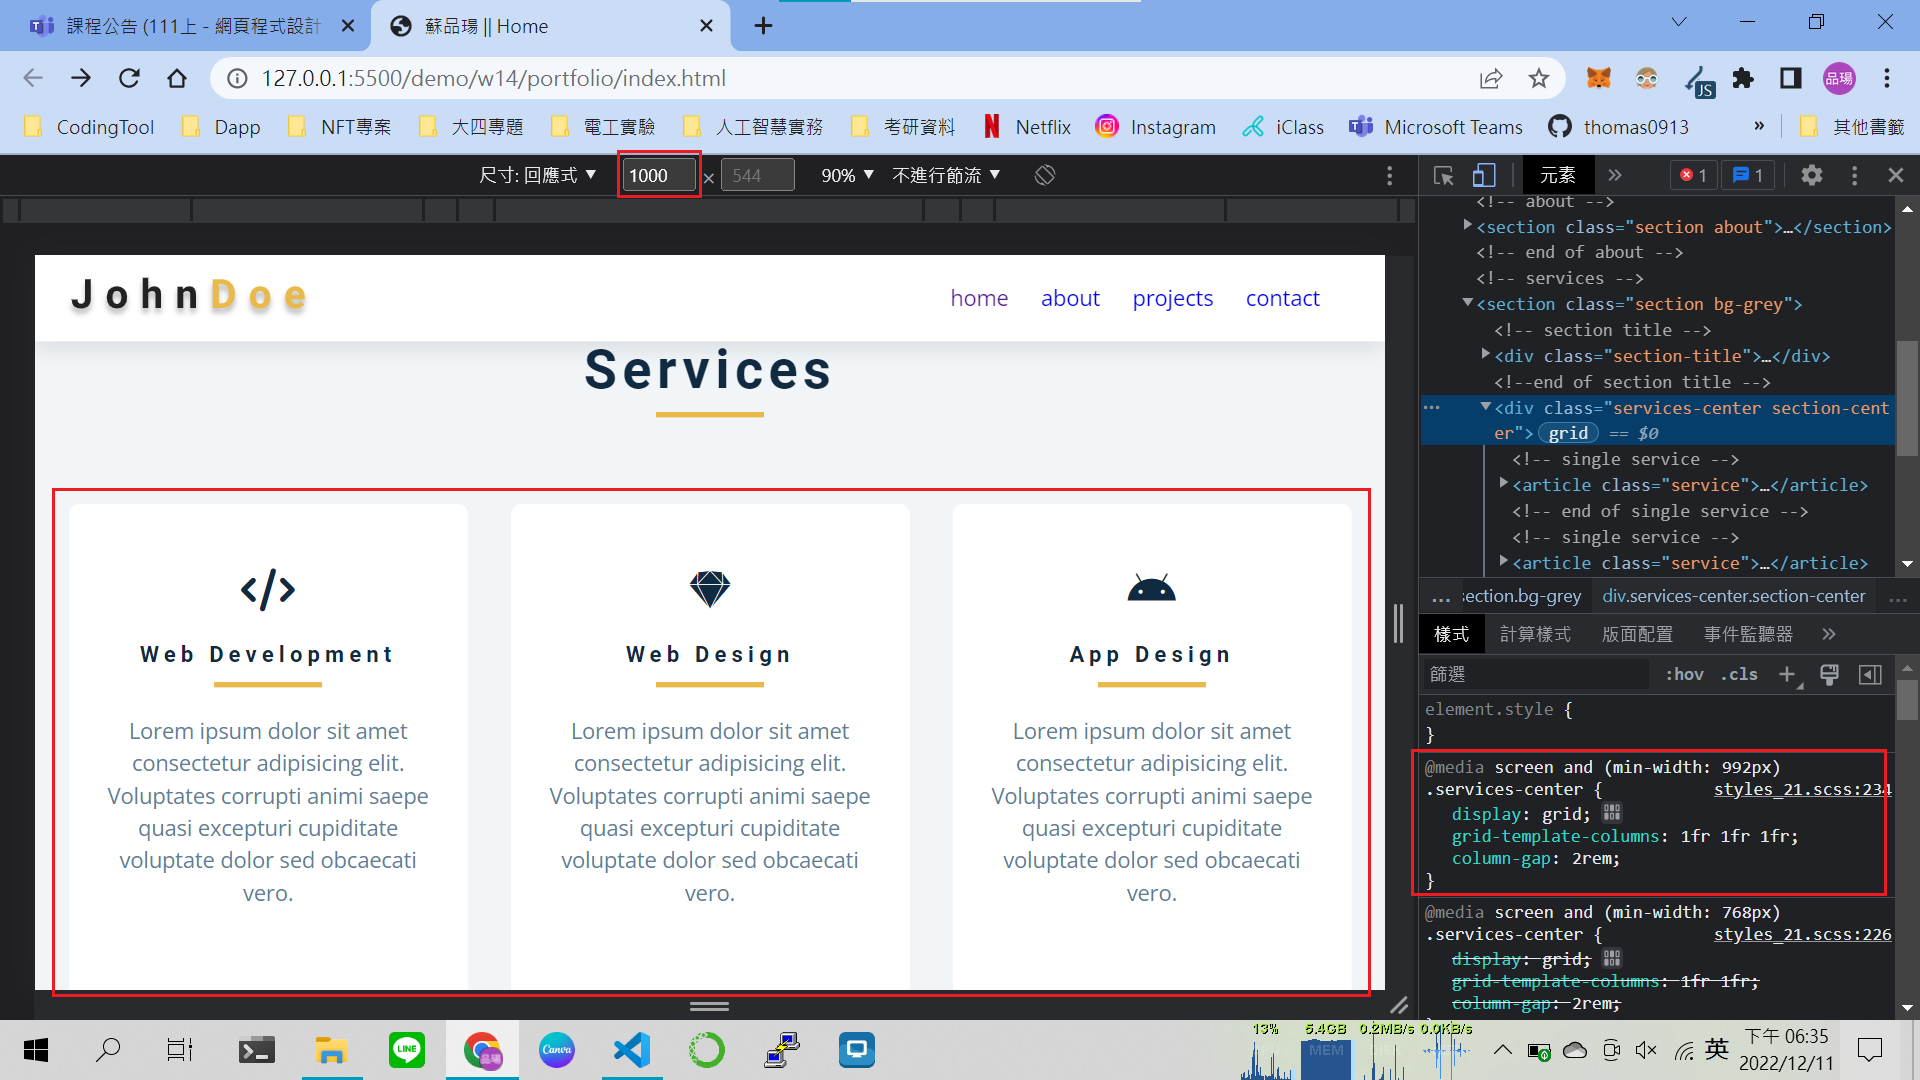 課程公告 (111上 - 網頁程式設計
蘇品瑒 || Home
127.0.0.1:5500/demo/w14/portfolio/index.html
JS
品瑒
CodingTool
Dapp
NFT專案
大四專題
電工實驗
人工智慧實務
考研資料
Netflix
Instagram
iClass
Microsoft Teams
thomas0913
»
其他書籤
尺寸: 回應式 ▼
1000 × 544
90% ▼
不進行節流 ▼
元素 » 1 1
JohnDoe
home about projects contact
Services
Web Development
Lorem ipsum dolor sit amet
consectetur adipisicing elit.
Voluptates corrupti animi saepe
quasi excepturi cupiditate
voluptate dolor sed obcaecati
vero.
Web Design
Lorem ipsum dolor sit amet
consectetur adipisicing elit.
Voluptates corrupti animi saepe
quasi excepturi cupiditate
voluptate dolor sed obcaecati
vero.
App Design
Lorem ipsum dolor sit amet
consectetur adipisicing elit.
Voluptates corrupti animi saepe
quasi excepturi cupiditate
voluptate dolor sed obcaecati
vero.
<!-- about -->
<section class="section about">…</section>
<!-- end of about -->
<!-- services -->
<section class="section bg-grey">
<!-- section title -->
<div class="section-title">…</div>
<!--end of section title -->
<div class="services-center section-cent
er"> grid == $0
<!-- single service -->
<article class="service">…</article>
<!-- end of single service -->
<!-- single service -->
<article class="service">…</article>
... section.bg-grey div.services-center.section-center ...
樣式 計算樣式 版面配置 事件監聽器 »
篩選 :hov .cls +
element.style {
}
@media screen and (min-width: 992px)
.services-center { styles_21.scss:234
display: grid;
grid-template-columns: 1fr 1fr 1fr;
column-gap: 2rem;
}
@media screen and (min-width: 768px)
.services-center { styles_21.scss:226
display: grid;
grid-template-columns: 1fr 1fr;
column-gap: 2rem;
LINE
品瑒
Canva
13% 5.4GB 0.2MB/s 0.0KB/s
MEM
英
下午 06:35
2022/12/11